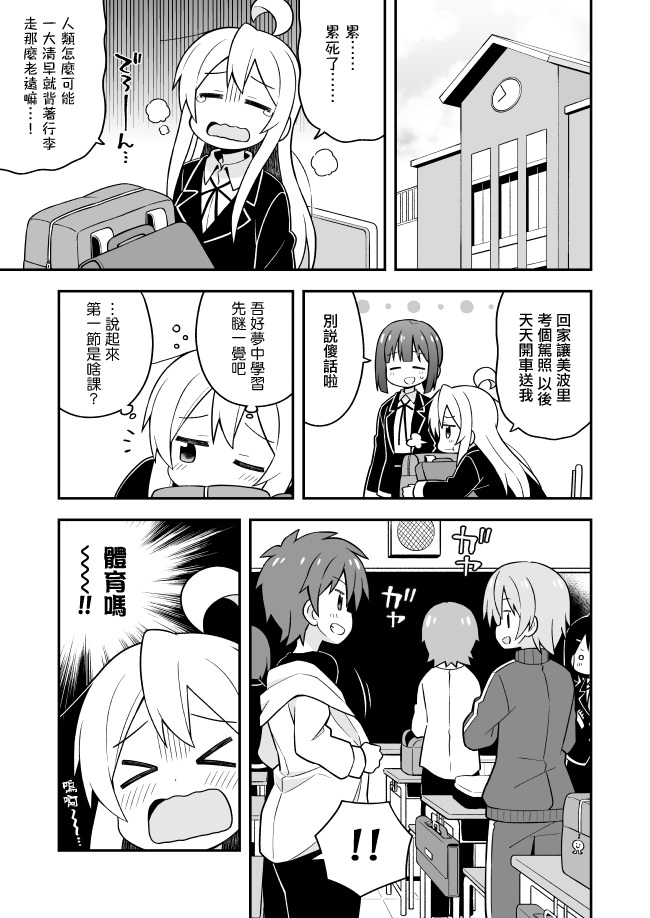 累……
累死了……
人類怎麼可能
一大清早就背著行李
走那麼老遠嘛…！
でろーん…
回家讓美波里
考個駕照 以後
天天開車送我
別説傻話啦
吾好夢中學習
先瞇一覺吧
…說起來
第一節是啥課？
ガヤ
ガヤ
!!
體育嗎
～～!!
嗚啊
～～